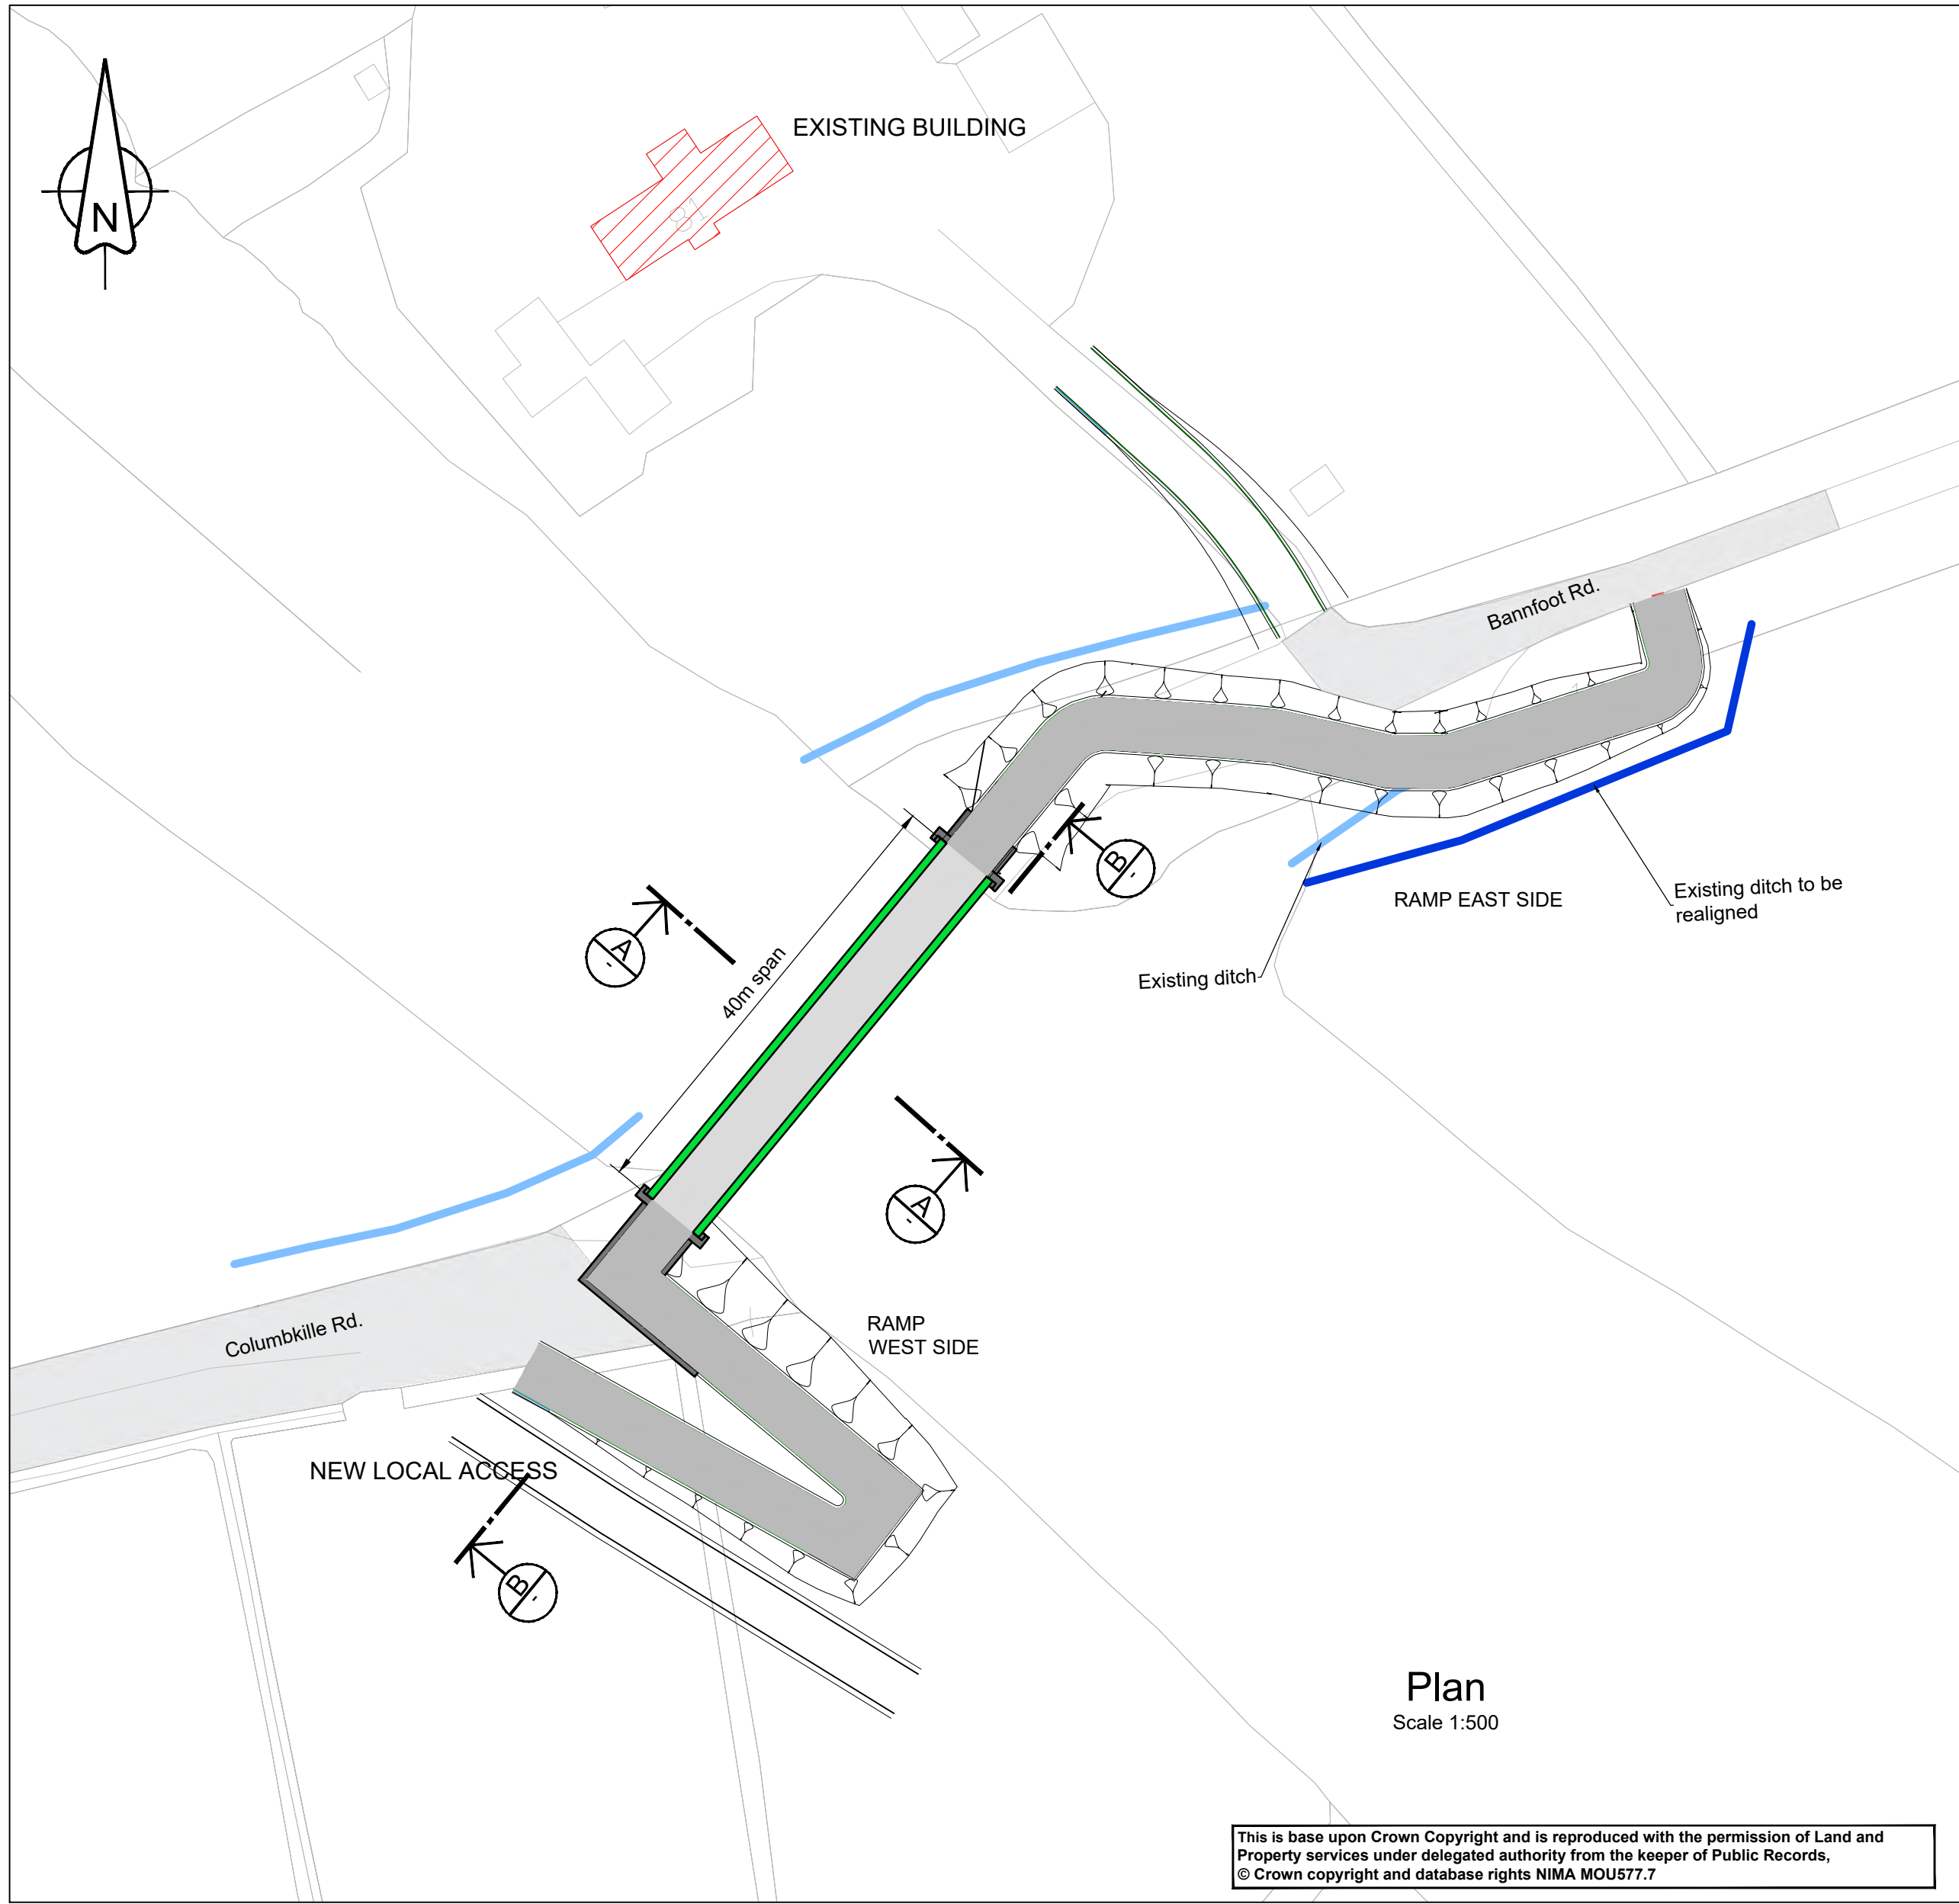 EXISTING BUILDING
N
81
Bannfoot Rd.
B
-
RAMP EAST SIDE
Existing ditch to be
realigned
A
-
40m span
Existing ditch
A
-
RAMP
WEST SIDE
Columbkille Rd.
NEW LOCAL ACCESS
B
-
Plan
Scale 1:500
This is base upon Crown Copyright and is reproduced with the permission of Land and
Property services under delegated authority from the keeper of Public Records,
© Crown copyright and database rights NIMA MOU577.7